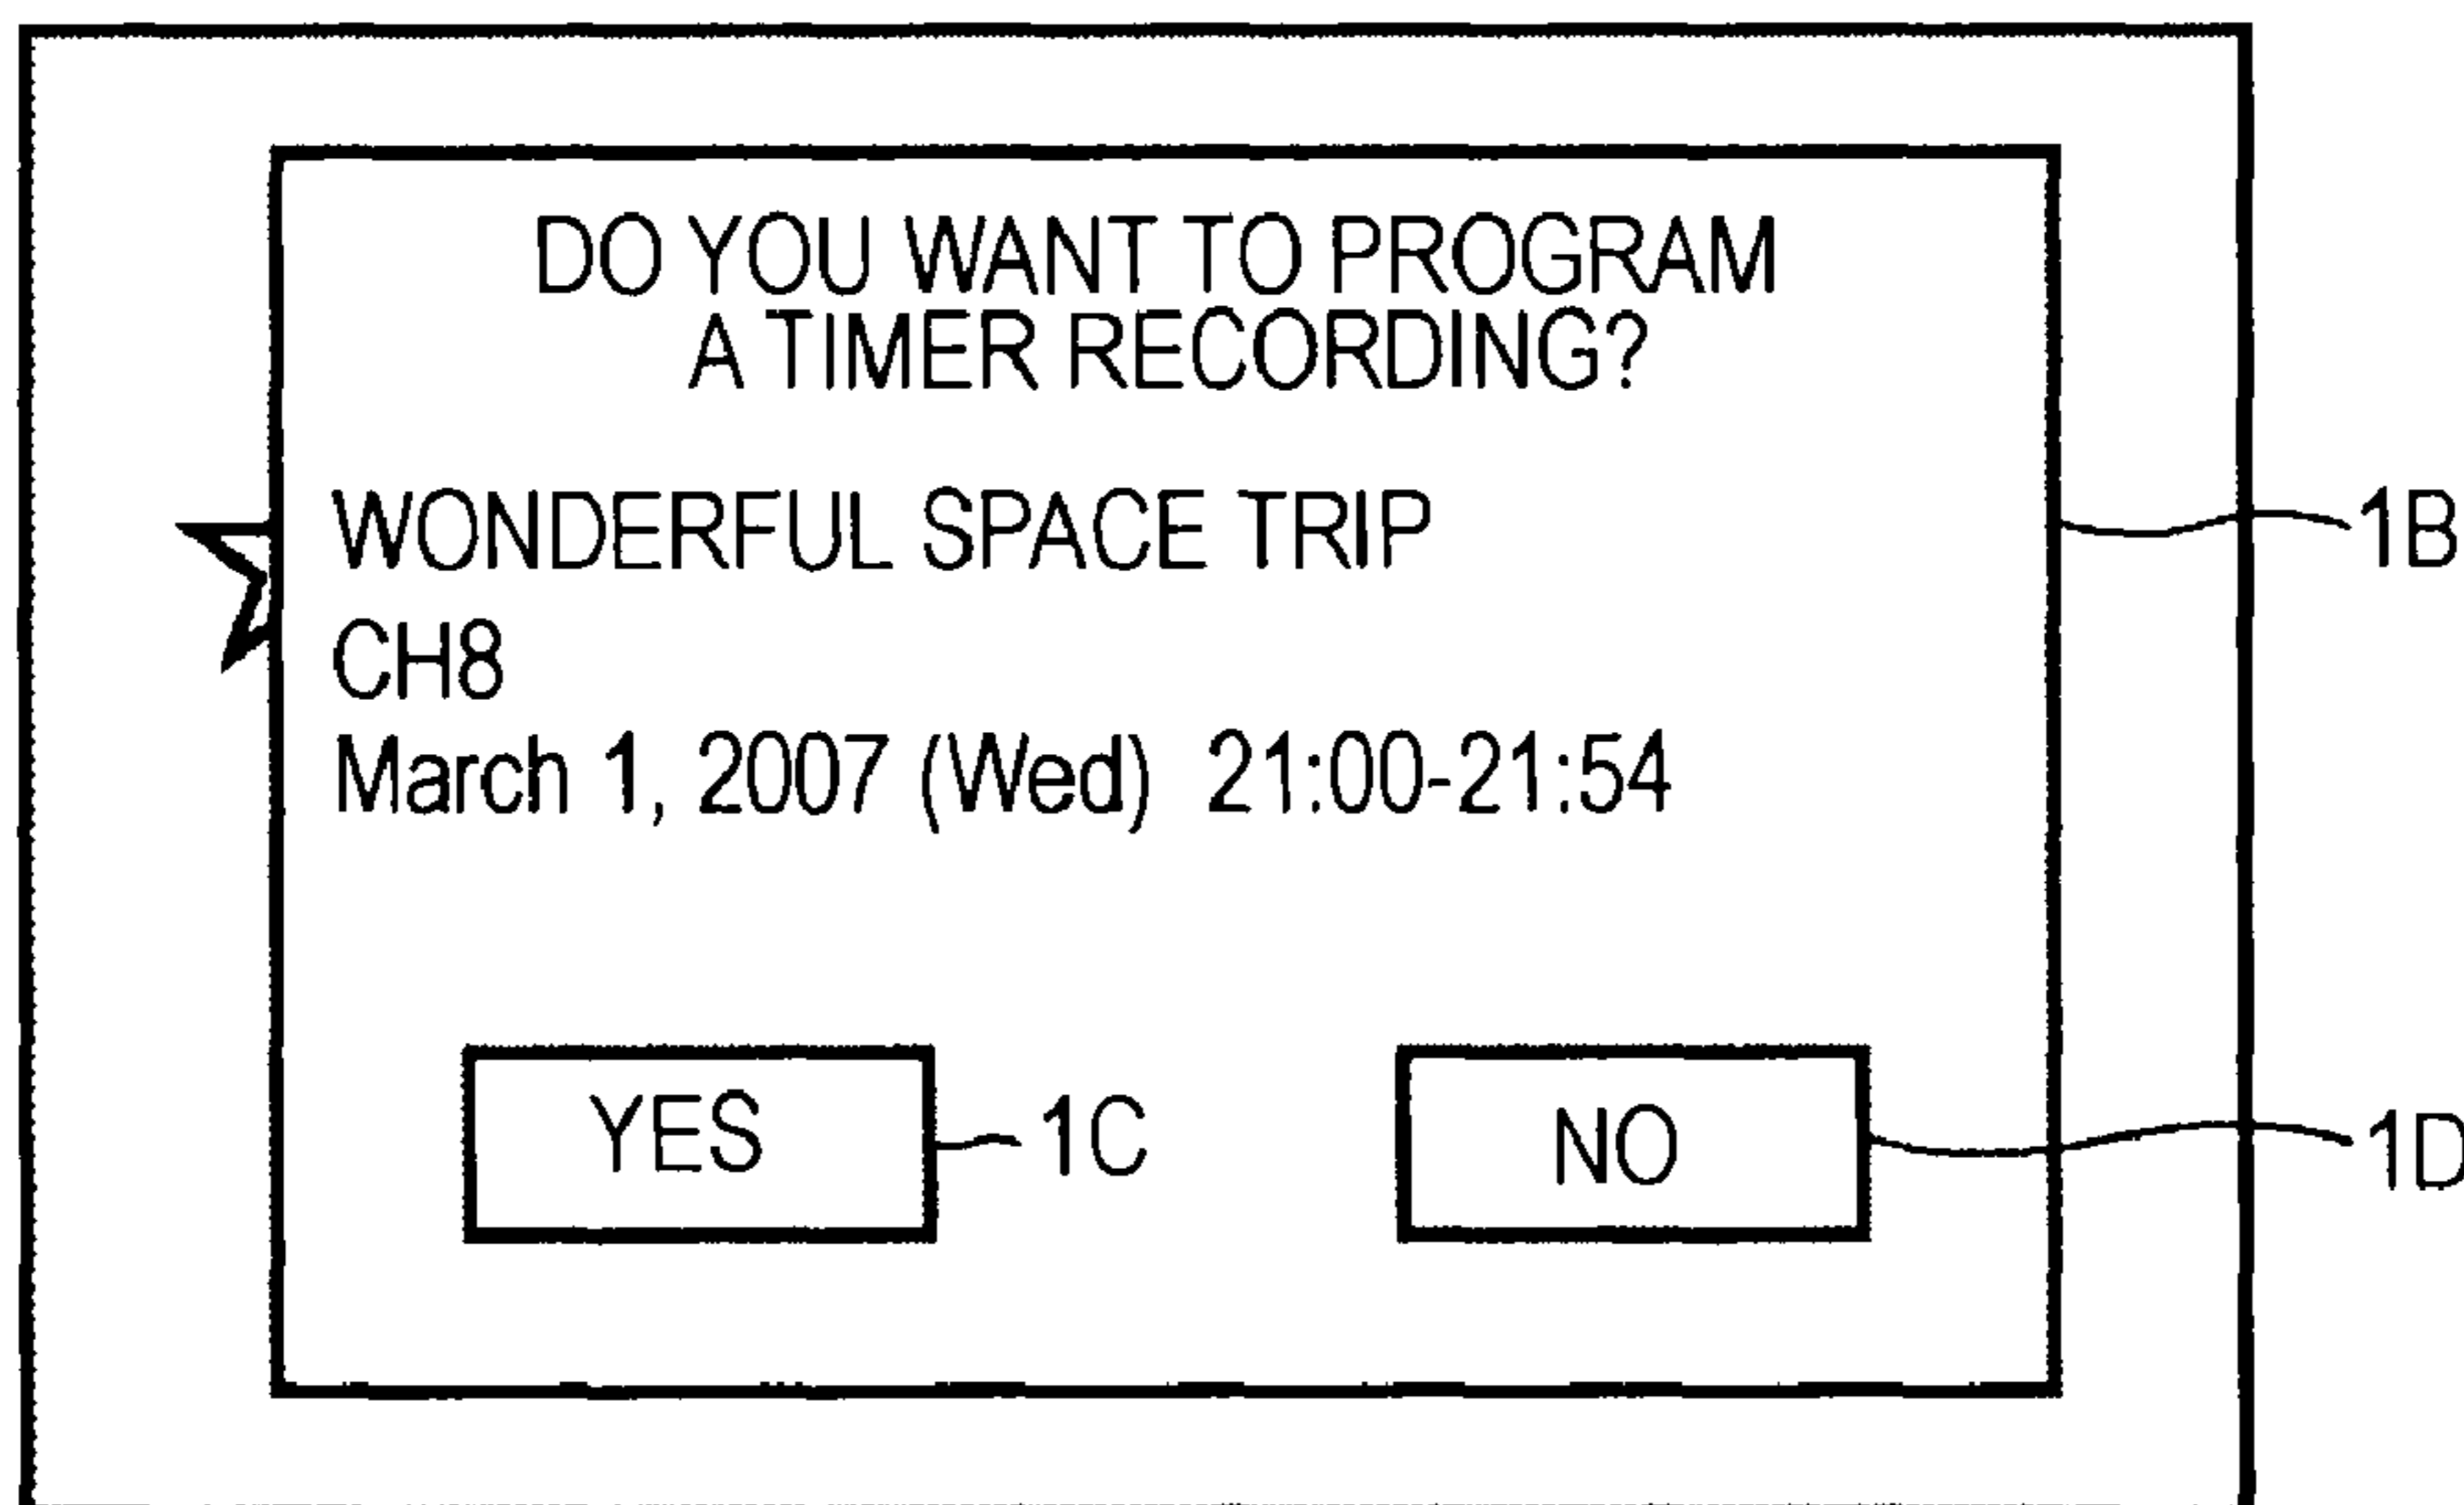 DO YOU WANT TO PROGRAM
A TIMER RECORDING?
WONDERFUL SPACE TRIP
1B
CH8
March 1, 2007 (Wed) 21:00-21:54
YES
1C
NO
1D